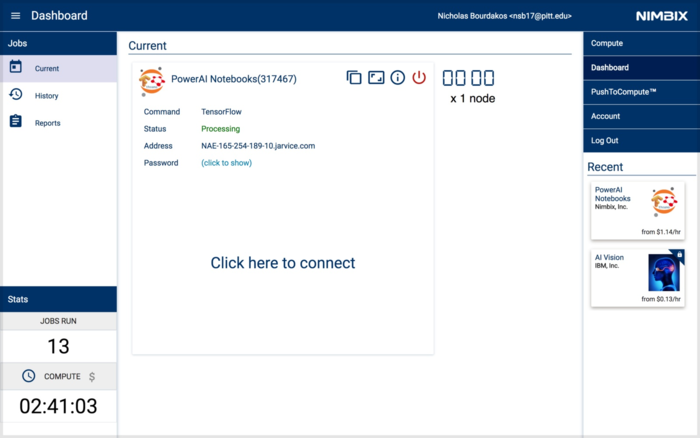 Dashboard
Nicholas Bourdakos <nsb17@pitt.edu>
NIMBIX
Jobs
Current
History
Reports
Stats
JOBS RUN
13
COMPUTE $
02:41:03
Current
PowerAI Notebooks(317467)
Command TensorFlow
Status Processing
Address NAE-165-254-189-10.jarvice.com
Password (click to show)
Click here to connect
00 00
x 1 node
Compute
Dashboard
PushToCompute™
Account
Log Out
Recent
PowerAI
Notebooks
Nimbix, Inc.
from $1.14/hr
AI Vision
IBM, Inc.
from $0.13/hr